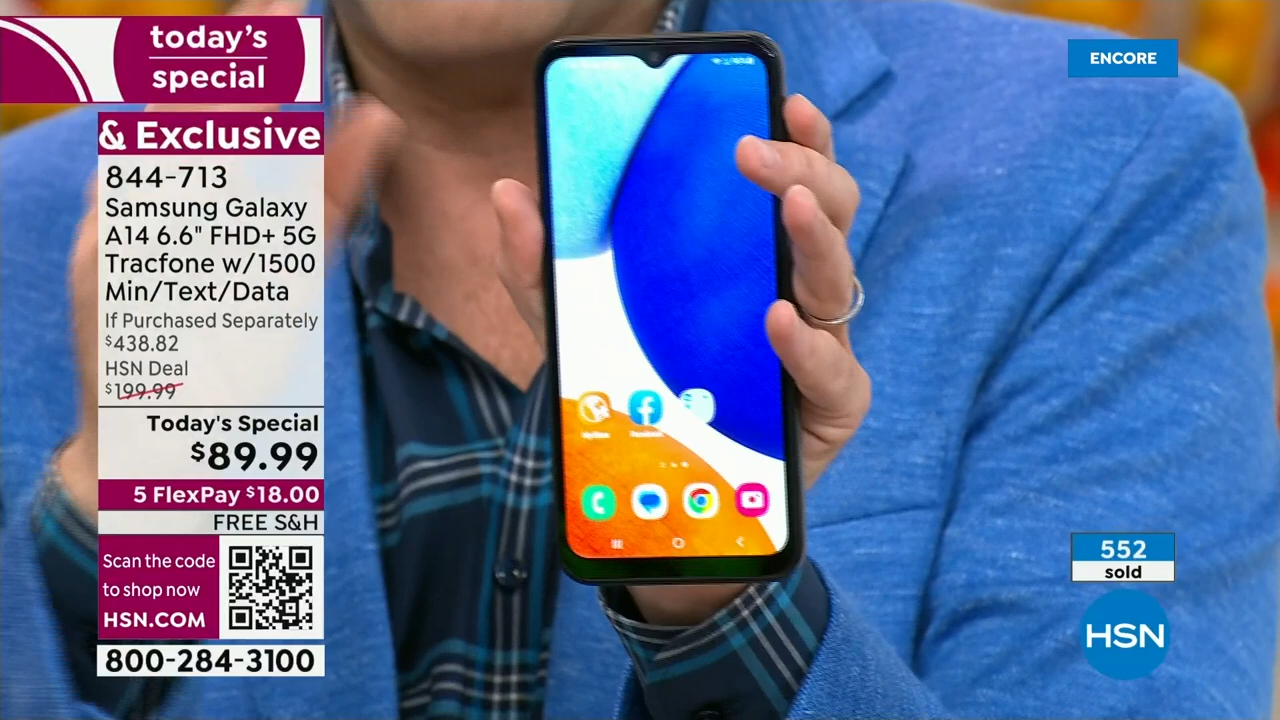 today's
special
& Exclusive
844-713
Samsung Galaxy
A14 6.6" FHD+ 5G
Tracfone w/1500
Min/Text/Data
If Purchased Separately
$438.82
HSN Deal
$199.99
Today's Special
$89.99
5 FlexPay $18.00
FREE S&H
Scan the code
to shop now
HSN.COM
800-284-3100
ENCORE
552
sold
HSN